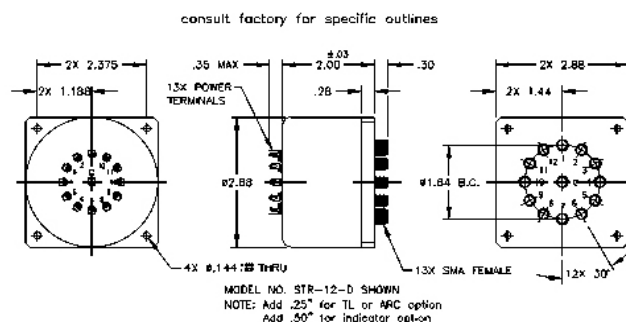 consult factory for specific outlines
2X 2.375
2X 1.188
.35 MAX
±.03
2.00
.30
.28
13X POWER
TERMINALS
2X 2.88
2X 1.44
ø2.88
ø1.64 B.C.
4X THRU
13X SMA FEMALE
12X 30°
MODEL NO. STR-12-D SHOWN
NOTE: Add .25" for TL or ARC option
Add .50" for indicator option